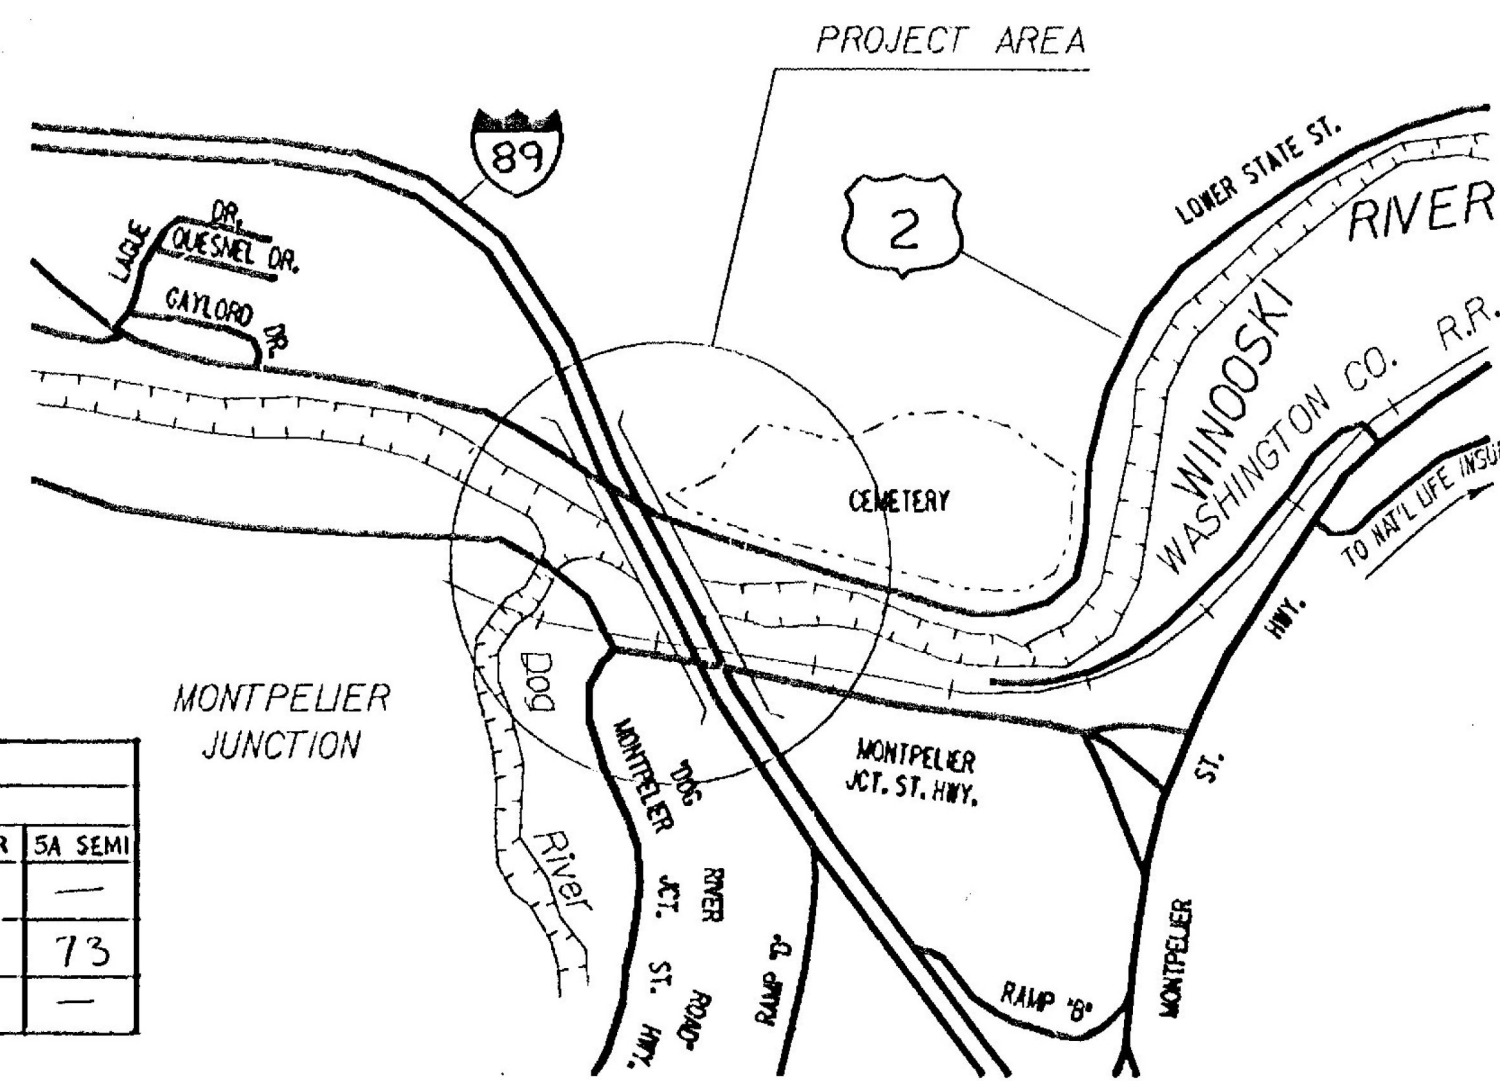 PROJECT AREA
89
2
LOWER STATE ST.
RIVER
WINOOSKI
WASHINGTON CO. R.R.
LAGUE DR.
QUESNEL DR.
GAYLORD DR.
CEMETERY
TO NAT'L LIFE
HWY.
ST.
MONTPELIER
MONTPELIER
JUNCTION
Dog
River
MONTPELIER JCT. ST. HWY.
"DOG RIVER ROAD"
MONTPELIER
JCT. ST. HWY.
RAMP "D"
RAMP "B"
R
5A SEMI
—
73
—